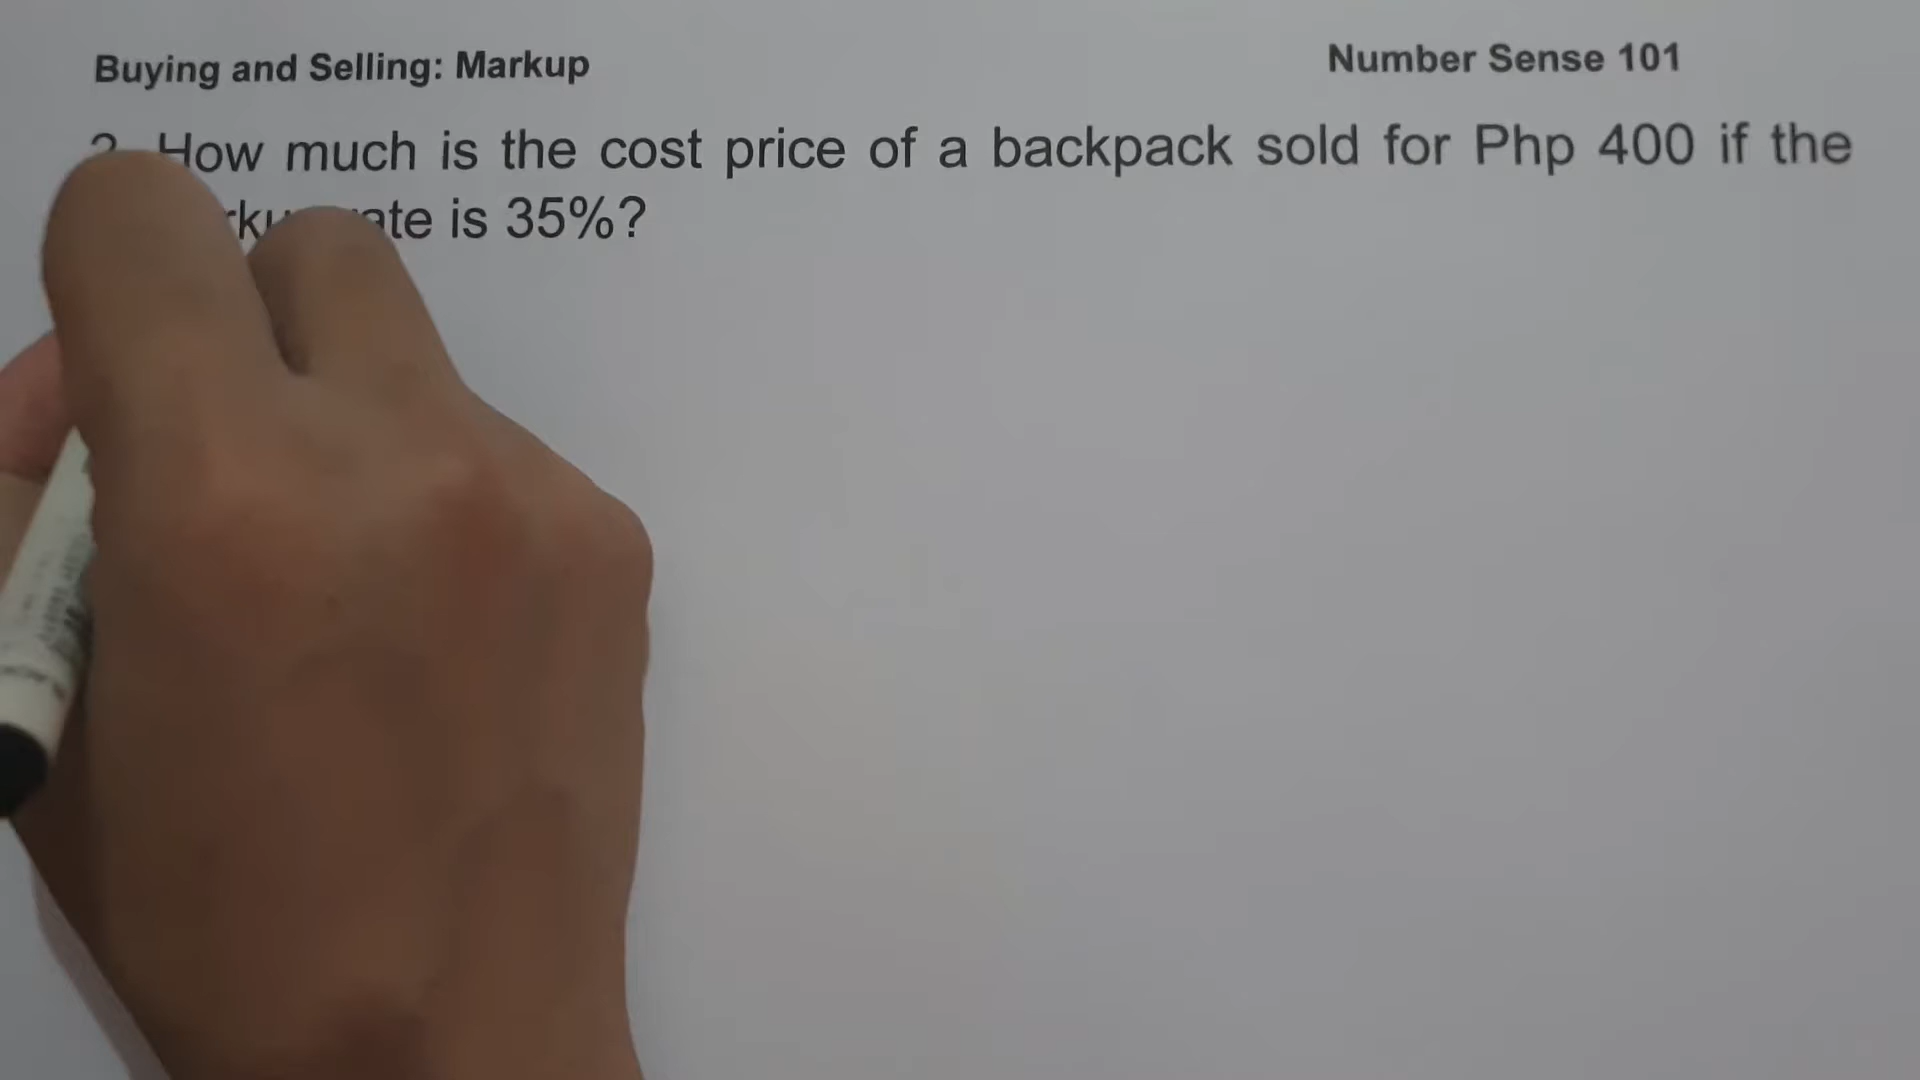 Buying and Selling: Markup
Number Sense 101
How much is the cost price of a backpack sold for Php 400 if the
is 35%?